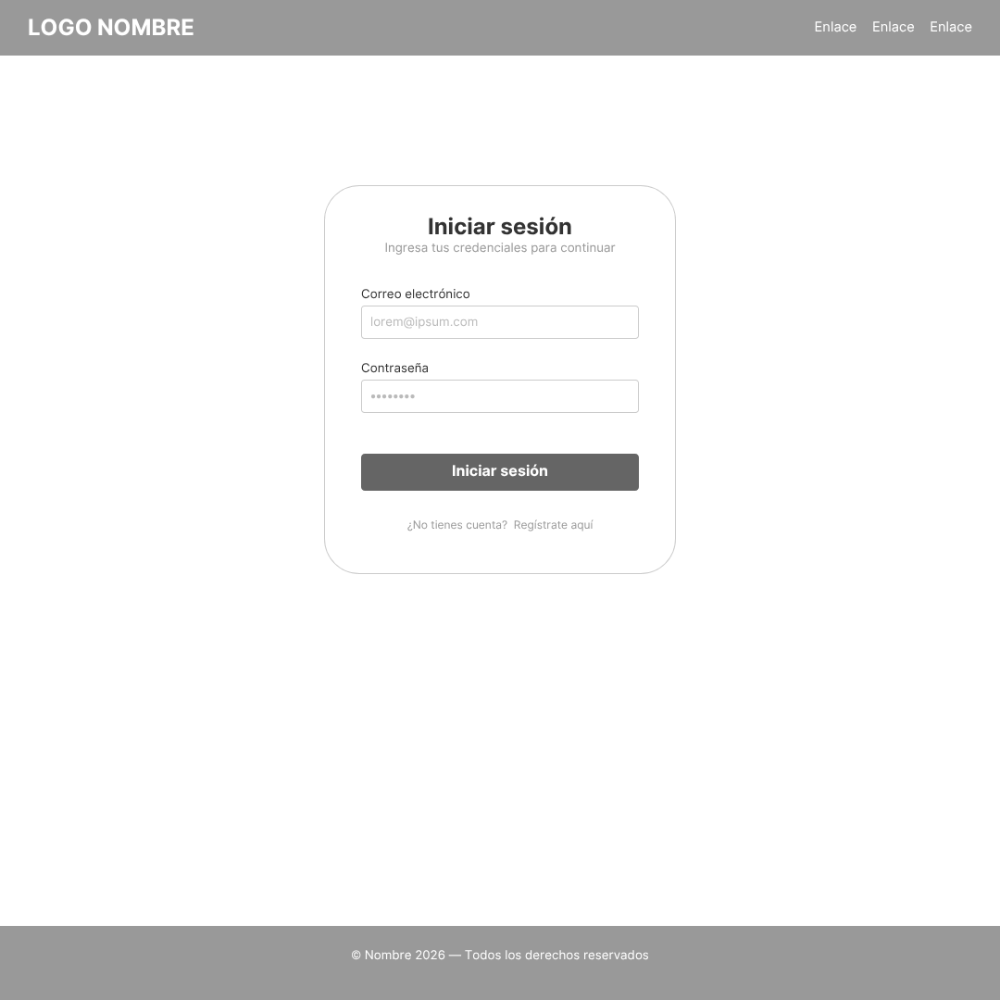 LOGO NOMBRE
Enlace Enlace Enlace
Iniciar sesión
Ingresa tus credenciales para continuar
Correo electrónico
lorem@ipsum.com
Contraseña
••••••••
Iniciar sesión
¿No tienes cuenta? Regístrate aquí
© Nombre 2026 — Todos los derechos reservados